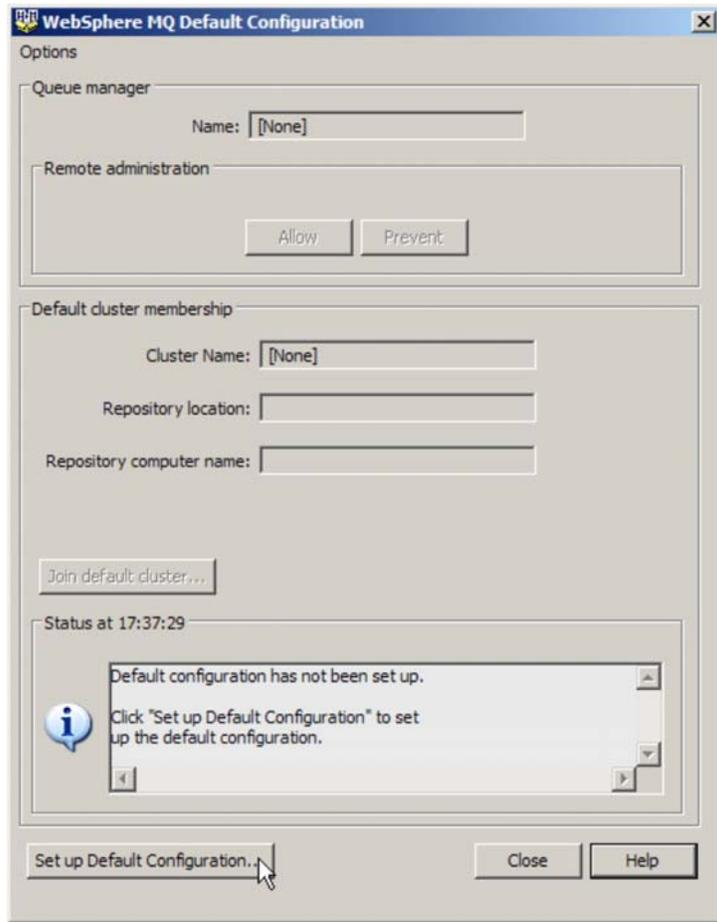 WebSphere MQ Default Configuration
Options
Queue manager
Name: [None]
Remote administration
Allow Prevent
Default cluster membership
Cluster Name: [None]
Repository location:
Repository computer name:
Join default cluster...
Status at 17:37:29
Default configuration has not been set up.
Click "Set up Default Configuration" to set
up the default configuration.
Set up Default Configuration... Close Help